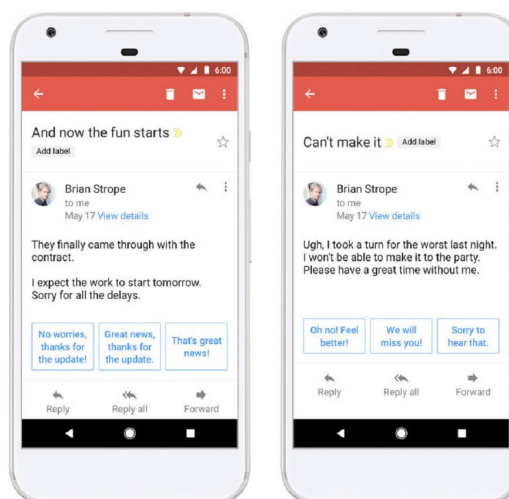 6:00
And now the fun starts
Add label
Brian Strope
to me
May 17 View details
They finally came through with the
contract.
I expect the work to start tomorrow.
Sorry for all the delays.
No worries,
thanks for
the update!
Great news,
thanks for
the update.
That's great
news!
Reply
Reply all
Forward
6:00
Can't make it
Add label
Brian Strope
to me
May 17 View details
Ugh, I took a turn for the worst last night.
I won't be able to make it to the party.
Please have a great time without me.
Oh no! Feel
better!
We will
miss you!
Sorry to
hear that.
Reply
Reply all
Forward